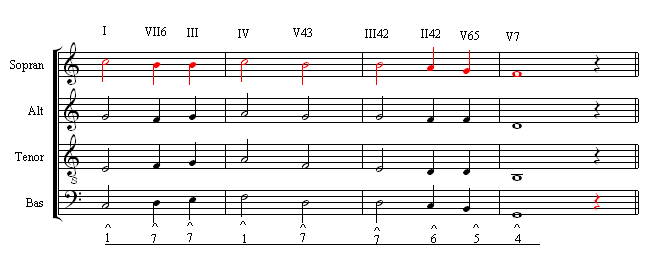 I VII6 III IV V43 III42 II42 V65 V7
Sopran
Alt
Tenor
8
Bas
^ ^ ^ ^ ^ ^ ^ ^ ^
1 7 7 1 7 7 6 5 4